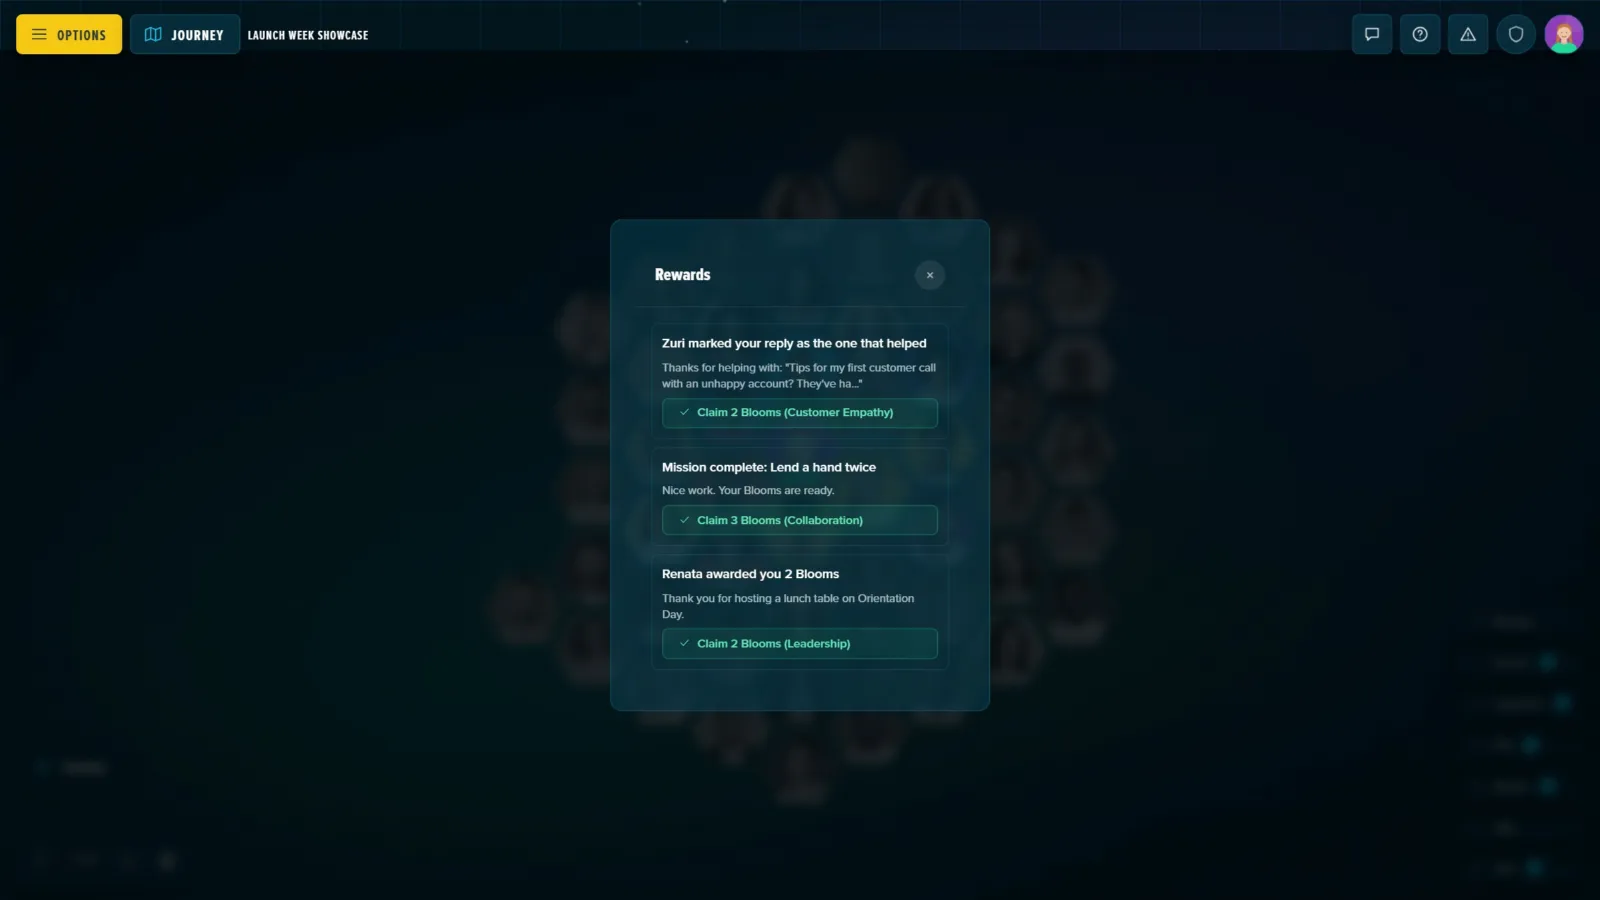 OPTIONS
JOURNEY
LAUNCH WEEK SHOWCASE
Rewards
Zuri marked your reply as the one that helped
Thanks for helping with: "Tips for my first customer call
with an unhappy account? They've ha..."
Claim 2 Blooms (Customer Empathy)
Mission complete: Lend a hand twice
Nice work. Your Blooms are ready.
Claim 3 Blooms (Collaboration)
Renata awarded you 2 Blooms
Thank you for hosting a lunch table on Orientation
Day.
Claim 2 Blooms (Leadership)